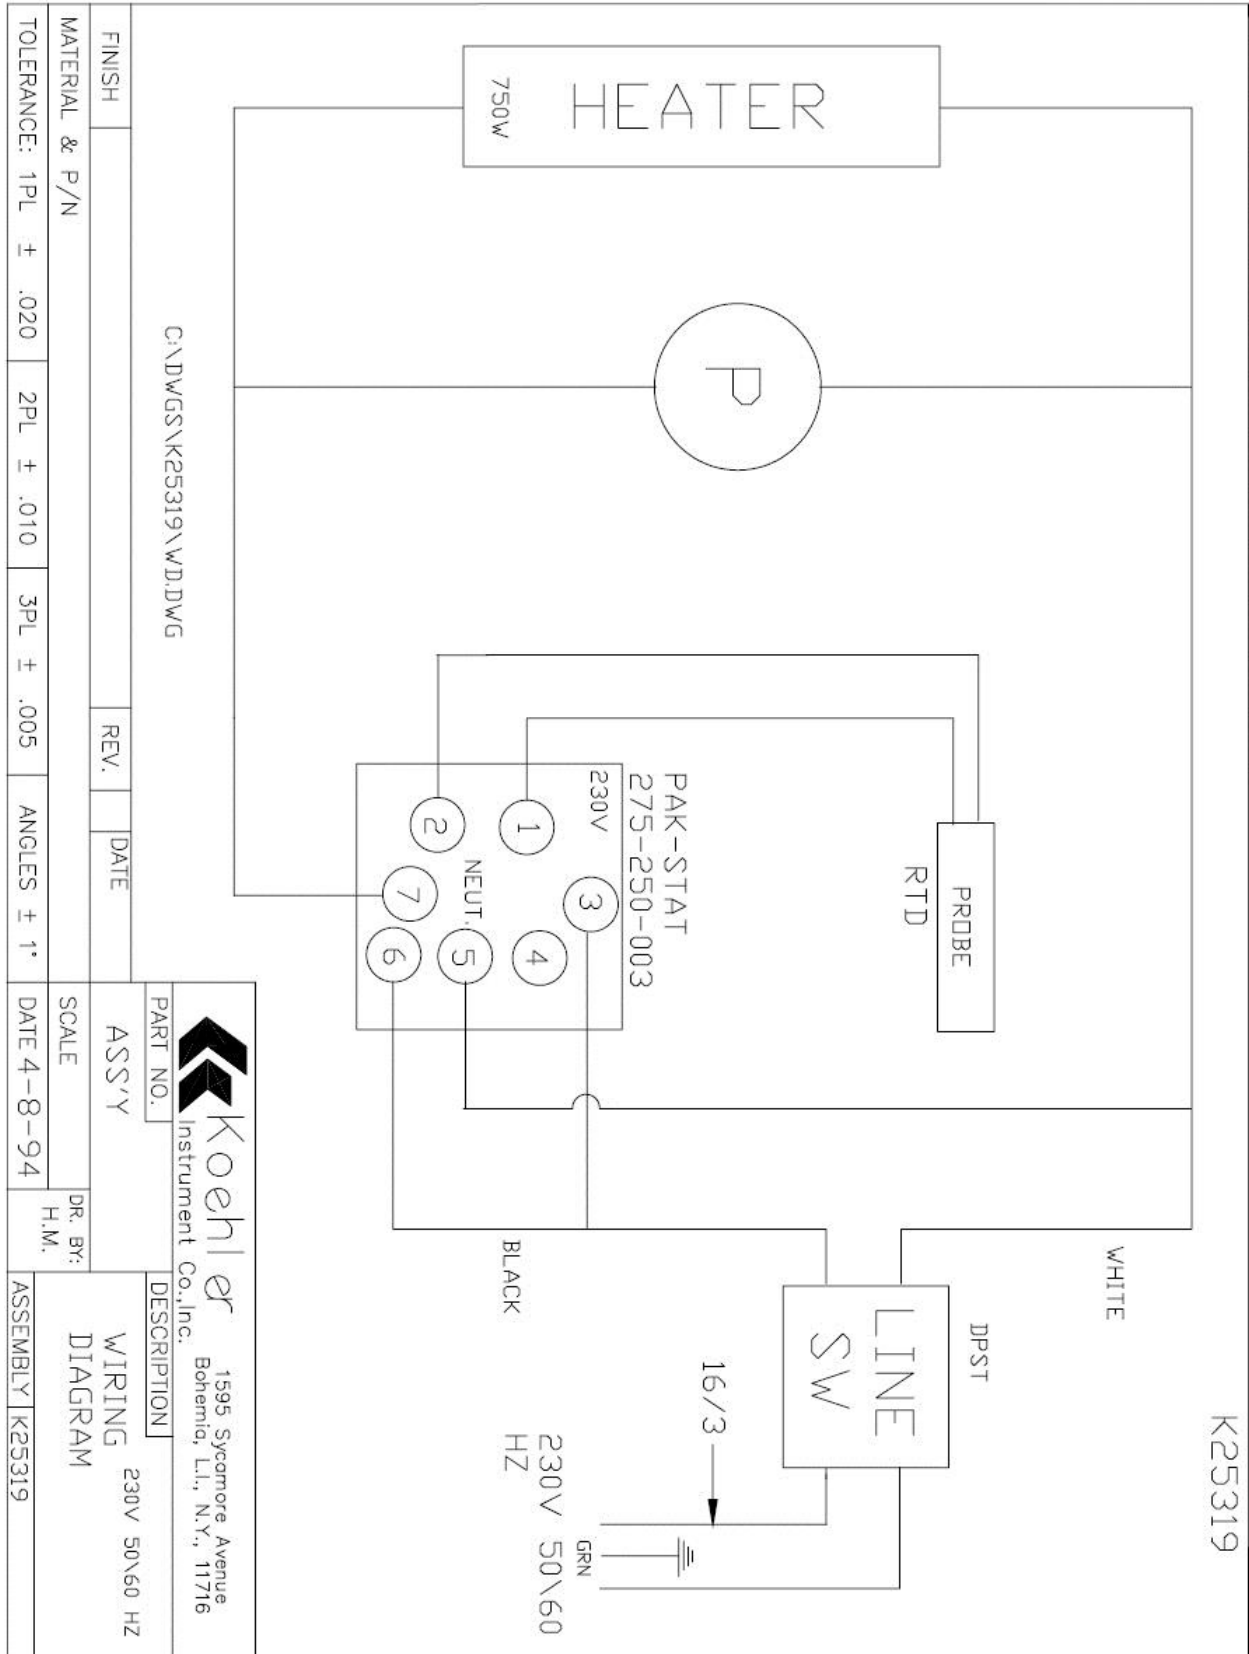 K25319
HEATER
750W
P
PROBE
RTD
WHITE
DPST
LINE
SW
16/3
230V 50\60
HZ
GRN
BLACK
PAK-STAT
275-250-003
230V
1
2
3
4
5
6
7
NEUT.
C:\DWGS\K25319\WD.DWG
Koehler
Instrument Co.,Inc.
1595 Sycamore Avenue
Bohemia, L.I., N.Y., 11716
FINISH
REV.
DATE
PART NO.
ASS'Y
DESCRIPTION
WIRING 230V 50\60 HZ
DIAGRAM
MATERIAL & P/N
SCALE
DR. BY:
H.M.
TOLERANCE: 1PL ± .020 2PL ± .010 3PL ± .005 ANGLES ± 1°
DATE 4-8-94
ASSEMBLY K25319